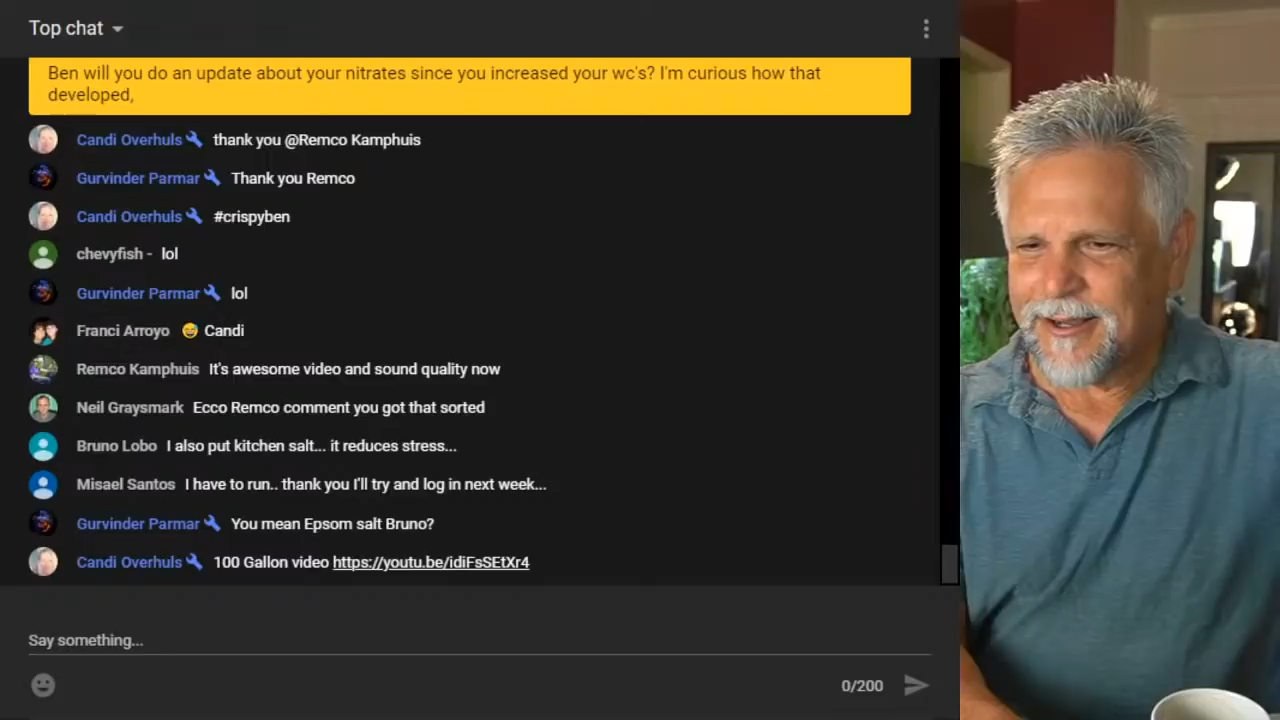 Top chat
Ben will you do an update about your nitrates since you increased your wc's? I'm curious how that
developed,
Candi Overhuls thank you @Remco Kamphuis
Gurvinder Parmar Thank you Remco
Candi Overhuls #crispyben
chevyfish - lol
Gurvinder Parmar lol
Franci Arroyo 😅 Candi
Remco Kamphuis It's awesome video and sound quality now
Neil Graysmark Ecco Remco comment you got that sorted
Bruno Lobo I also put kitchen salt... it reduces stress...
Misael Santos I have to run.. thank you I'll try and log in next week...
Gurvinder Parmar You mean Epsom salt Bruno?
Candi Overhuls 100 Gallon video https://youtu.be/idiFsSEtXr4
Say something...
0/200